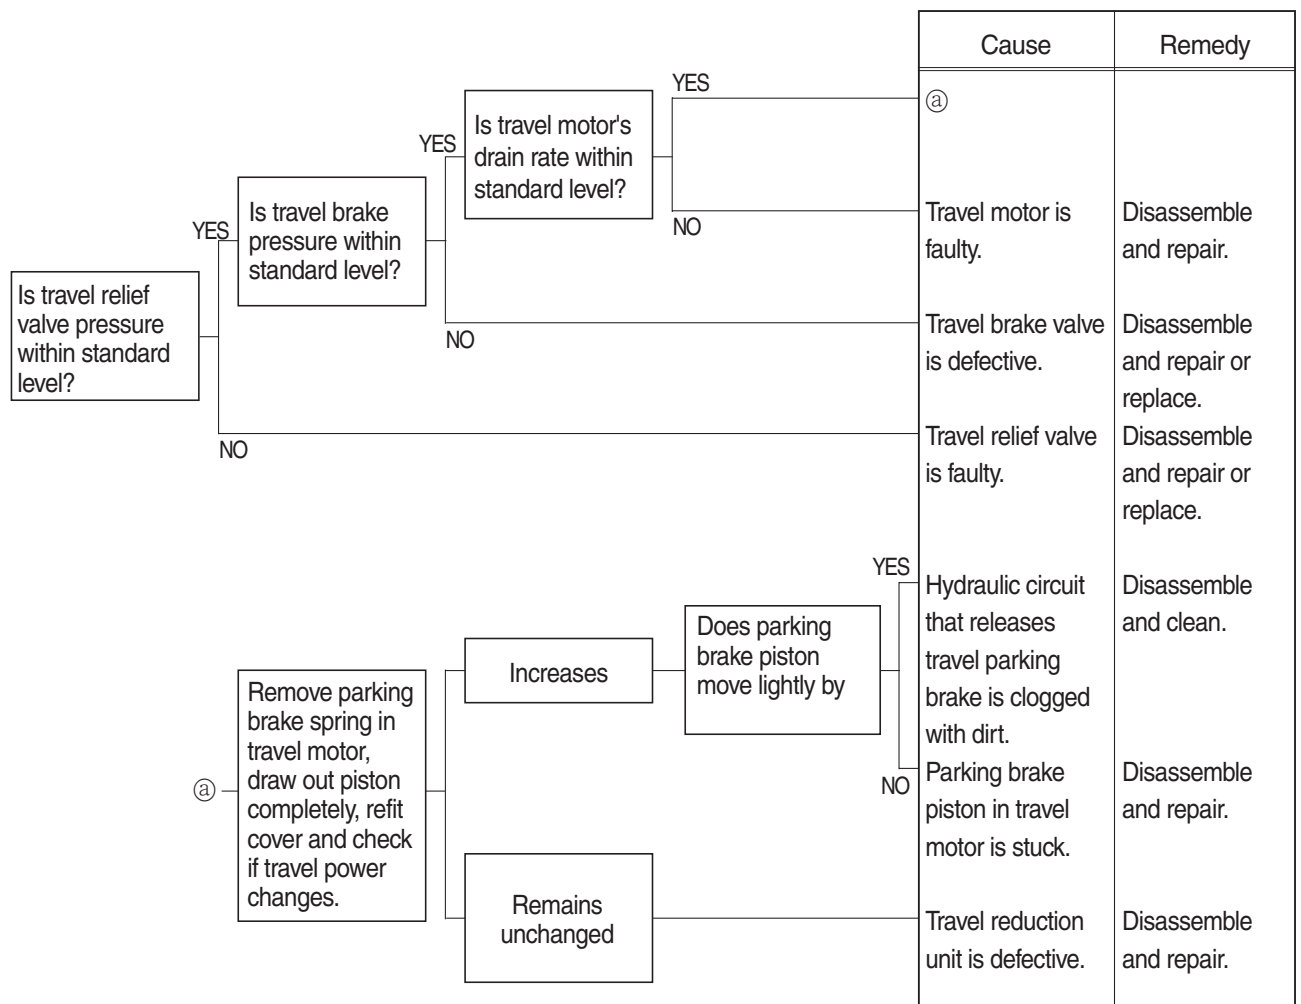 Cause
Remedy
YES
ⓐ
Is travel motor's
drain rate within
standard level?
YES
NO
Travel motor is
faulty.
Disassemble
and repair.
Is travel brake
pressure within
standard level?
YES
NO
Travel brake valve
is defective.
Disassemble
and repair or
replace.
Is travel relief
valve pressure
within standard
level?
NO
Travel relief valve
is faulty.
Disassemble
and repair or
replace.
YES
Hydraulic circuit
that releases
travel parking
brake is clogged
with dirt.
Disassemble
and clean.
Does parking
brake piston
move lightly by
Increases
NO
Parking brake
piston in travel
motor is stuck.
Disassemble
and repair.
ⓐ
Remove parking
brake spring in
travel motor,
draw out piston
completely, refit
cover and check
if travel power
changes.
Remains
unchanged
Travel reduction
unit is defective.
Disassemble
and repair.